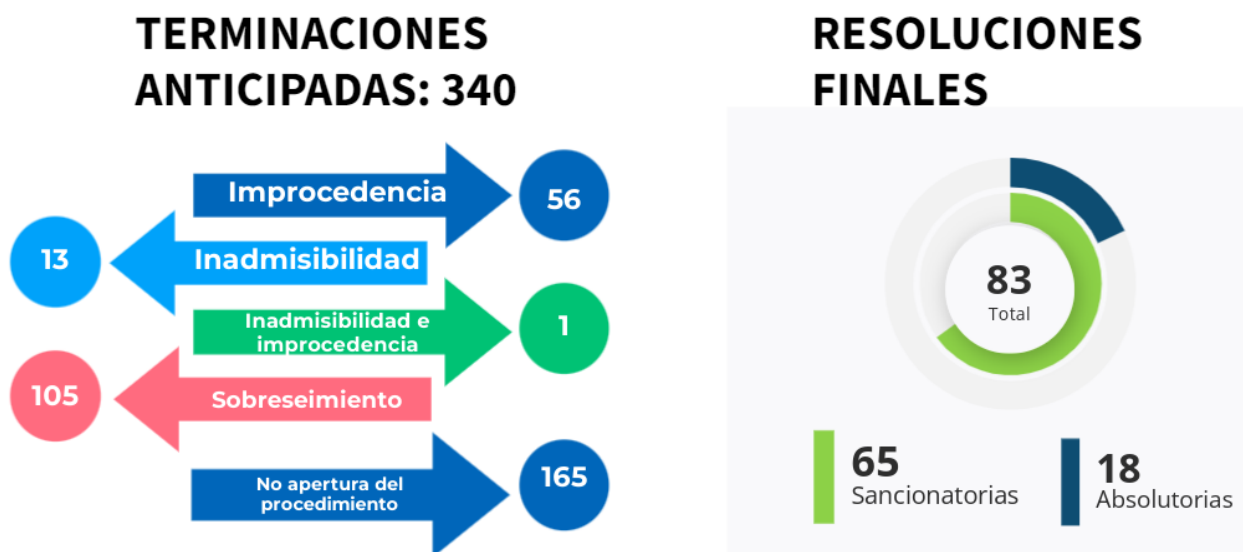 TERMINACIONES
ANTICIPADAS: 340
Improcedencia
56
13
Inadmisibilidad
Inadmisibilidad e
improcedencia
1
105
Sobreseimiento
No apertura del
procedimiento
165
RESOLUCIONES
FINALES
83
Total
65
Sancionatorias
18
Absolutorias